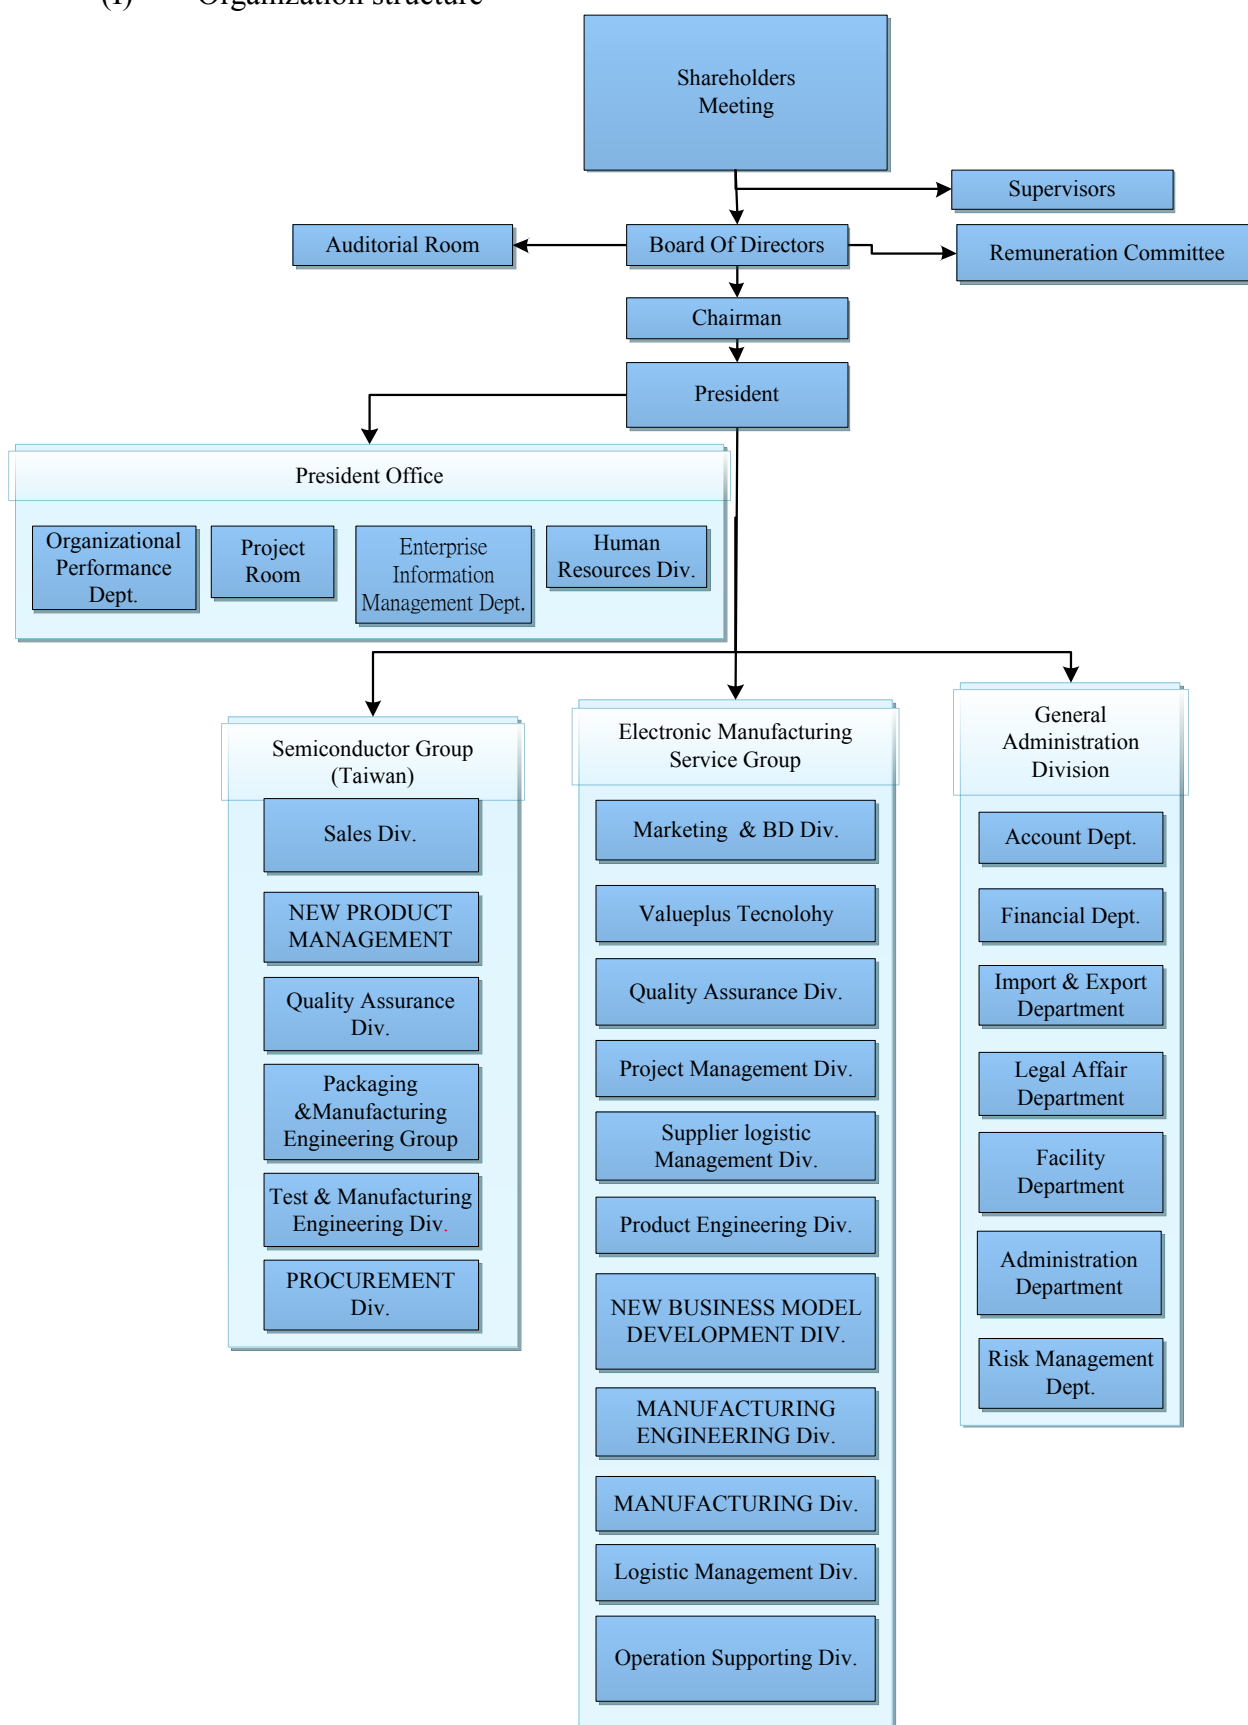 (I) Organization structure
Shareholders
Meeting
Supervisors
Auditorial Room
Board Of Directors
Remuneration Committee
Chairman
President
President Office
Organizational
Performance
Dept.
Project
Room
Enterprise
Information
Management Dept.
Human
Resources Div.
Semiconductor Group
(Taiwan)
Sales Div.
NEW PRODUCT
MANAGEMENT
Quality Assurance
Div.
Packaging
&Manufacturing
Engineering Group
Test & Manufacturing
Engineering Div.
PROCUREMENT
Div.
Electronic Manufacturing
Service Group
Marketing & BD Div.
Valueplus Tecnolohy
Quality Assurance Div.
Project Management Div.
Supplier logistic
Management Div.
Product Engineering Div.
NEW BUSINESS MODEL
DEVELOPMENT DIV.
MANUFACTURING
ENGINEERING Div.
MANUFACTURING Div.
Logistic Management Div.
Operation Supporting Div.
General
Administration
Division
Account Dept.
Financial Dept.
Import & Export
Department
Legal Affair
Department
Facility
Department
Administration
Department
Risk Management
Dept.